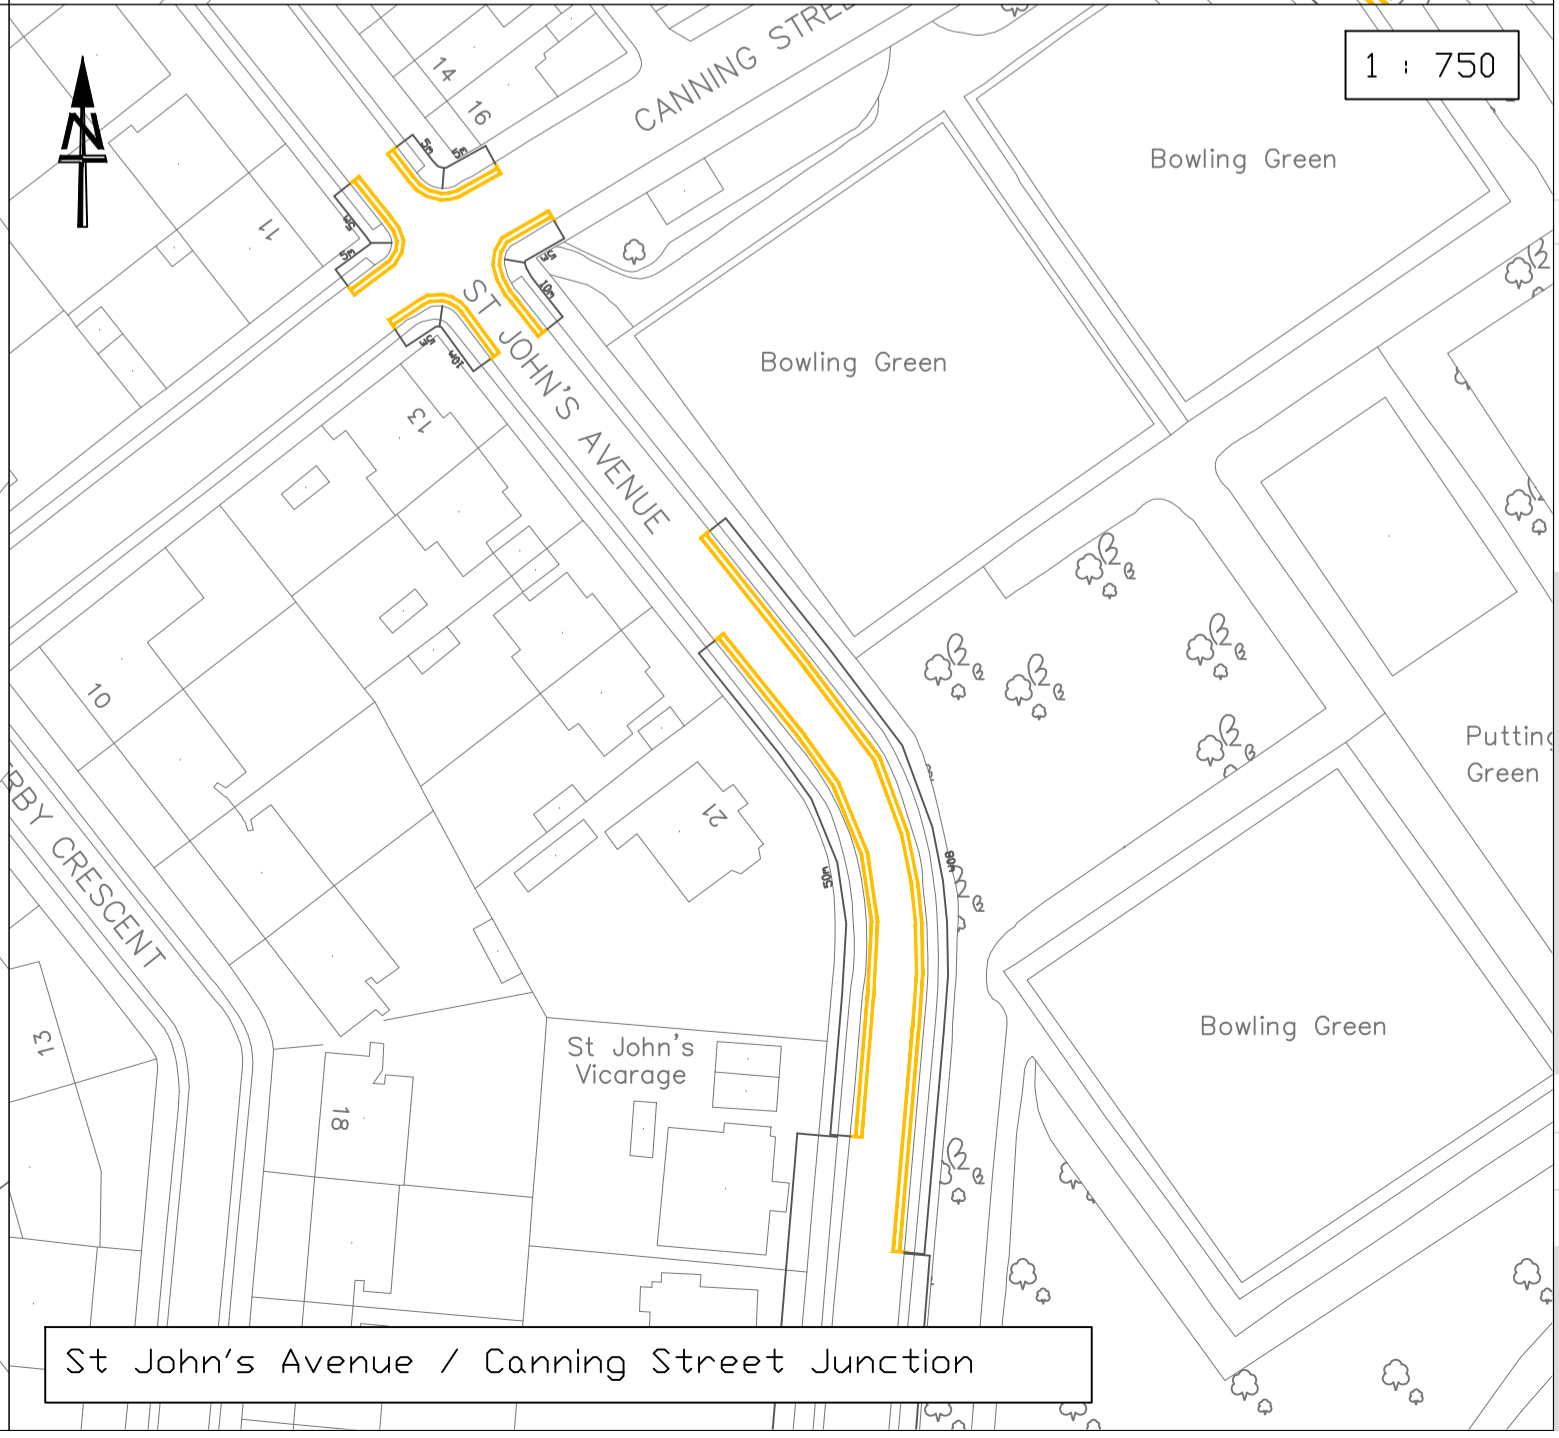 CANNING STREE
1 : 750
14
16
N
Bowling Green
5m
5m
11
5m
5m
5m
10m
5m
10m
ST JOHN'S AVENUE
Bowling Green
13
10
Putting
Green
21
80m
50m
RBY CRESCENT
13
Bowling Green
St John's
Vicarage
18
St John's Avenue / Canning Street Junction